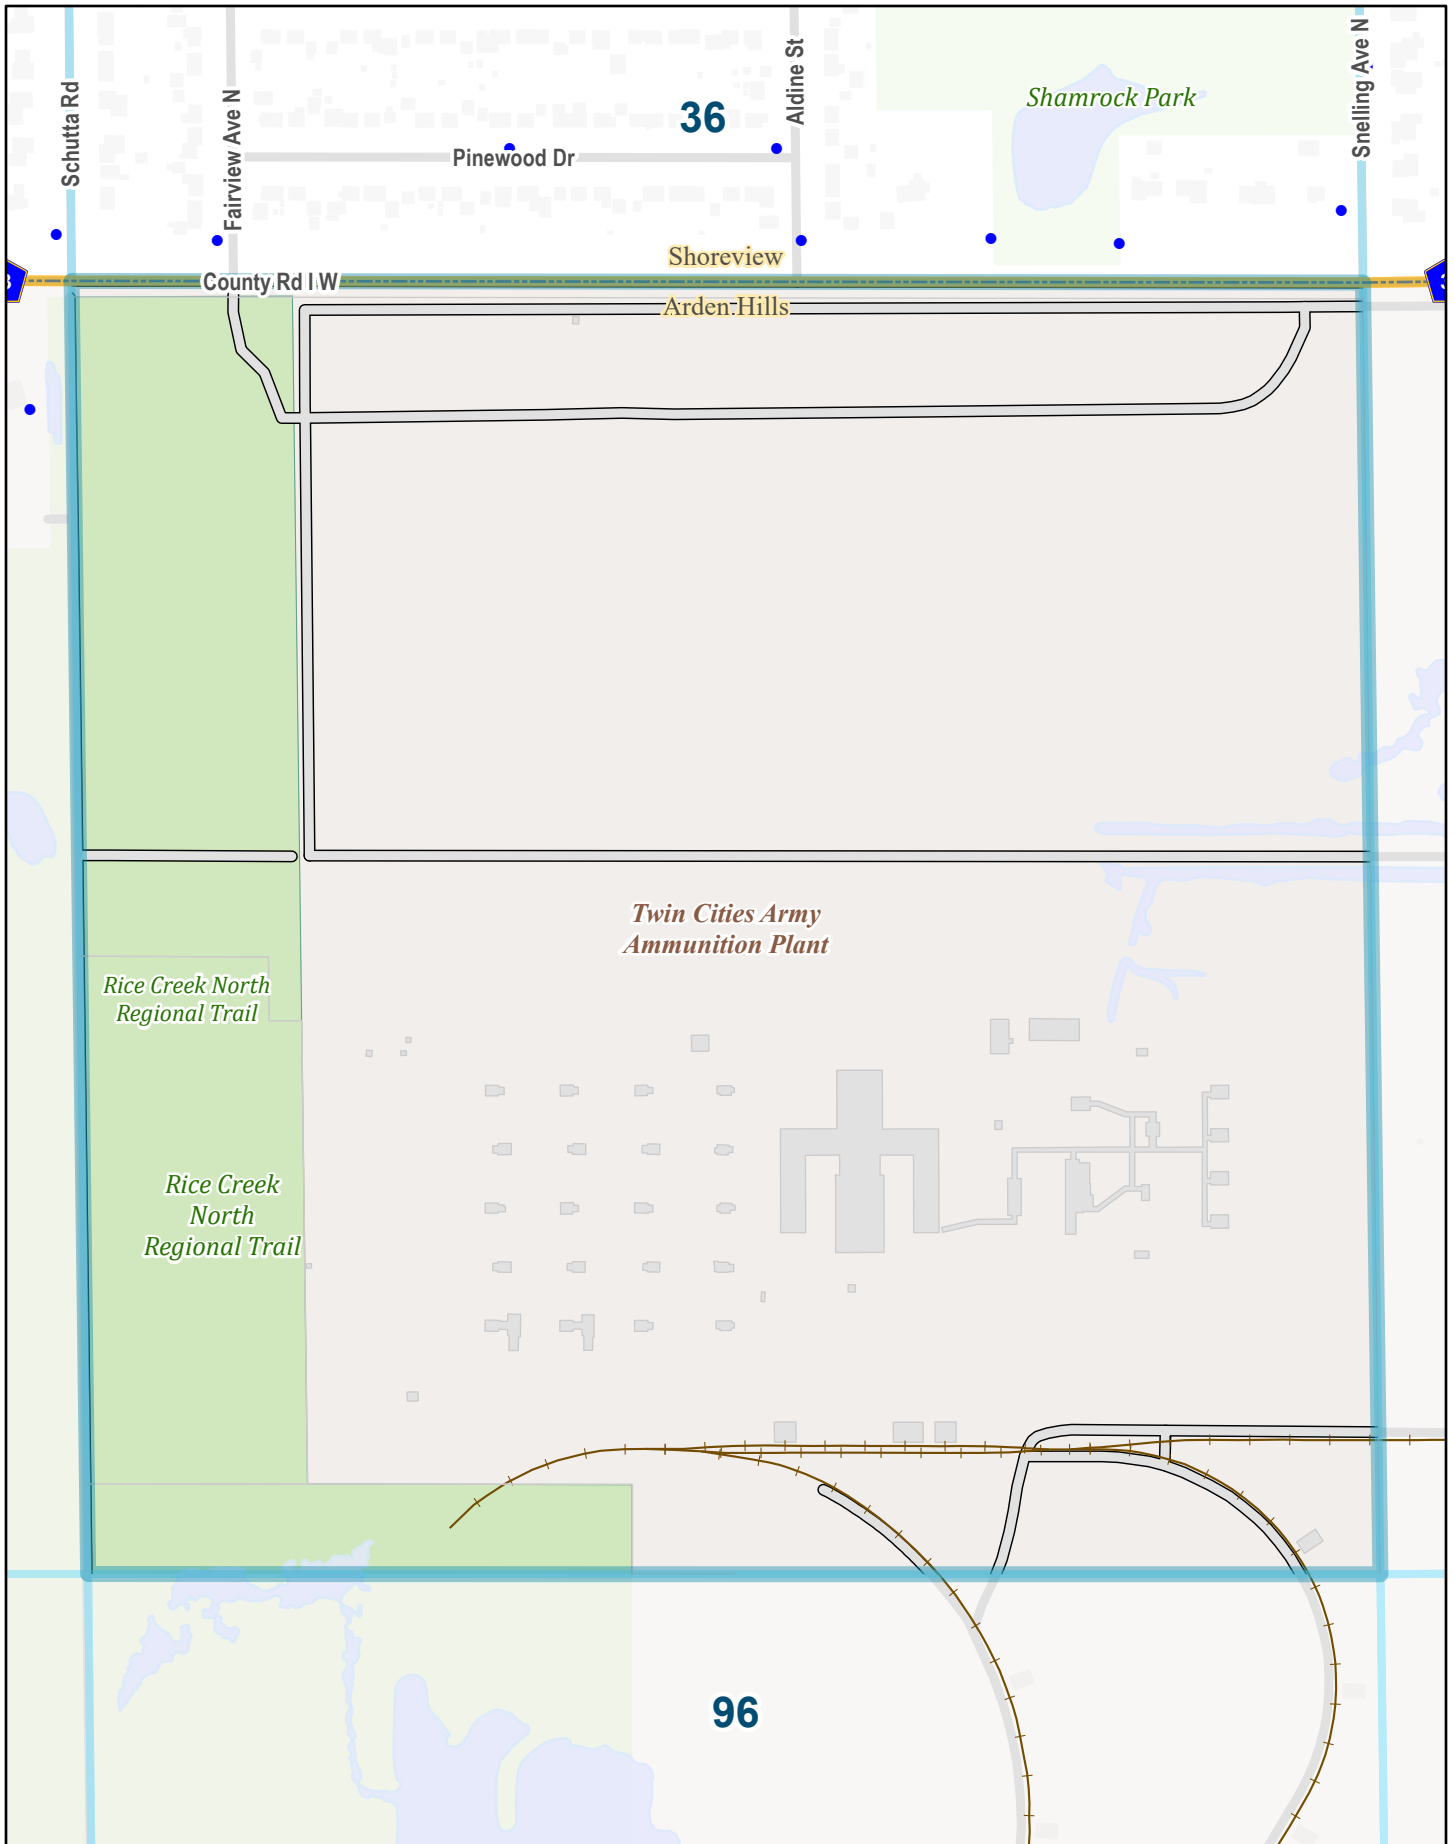 Schutta Rd
Fairview Ave N
Aldine St
Snelling Ave N
36
Shamrock Park
Pinewood Dr
Shoreview
County Rd I W
Arden Hills
Twin Cities Army
Ammunition Plant
Rice Creek North
Regional Trail
Rice Creek
North
Regional Trail
96